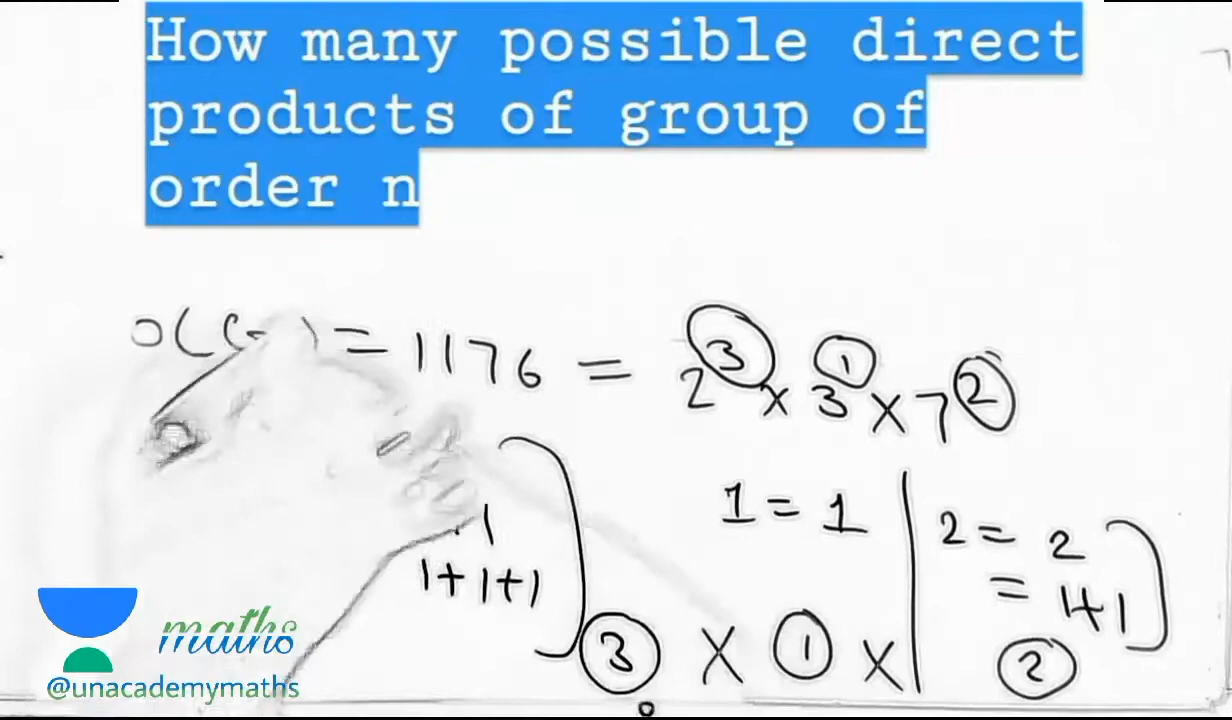 How many possible direct
products of group of
order n
O(G) = 1176 = 2^3 × 3^1 × 7^2
1 = 1
2 = 2
= 1+1
1
1+1+1
3 × 1 × 2
maths
@unacademymaths